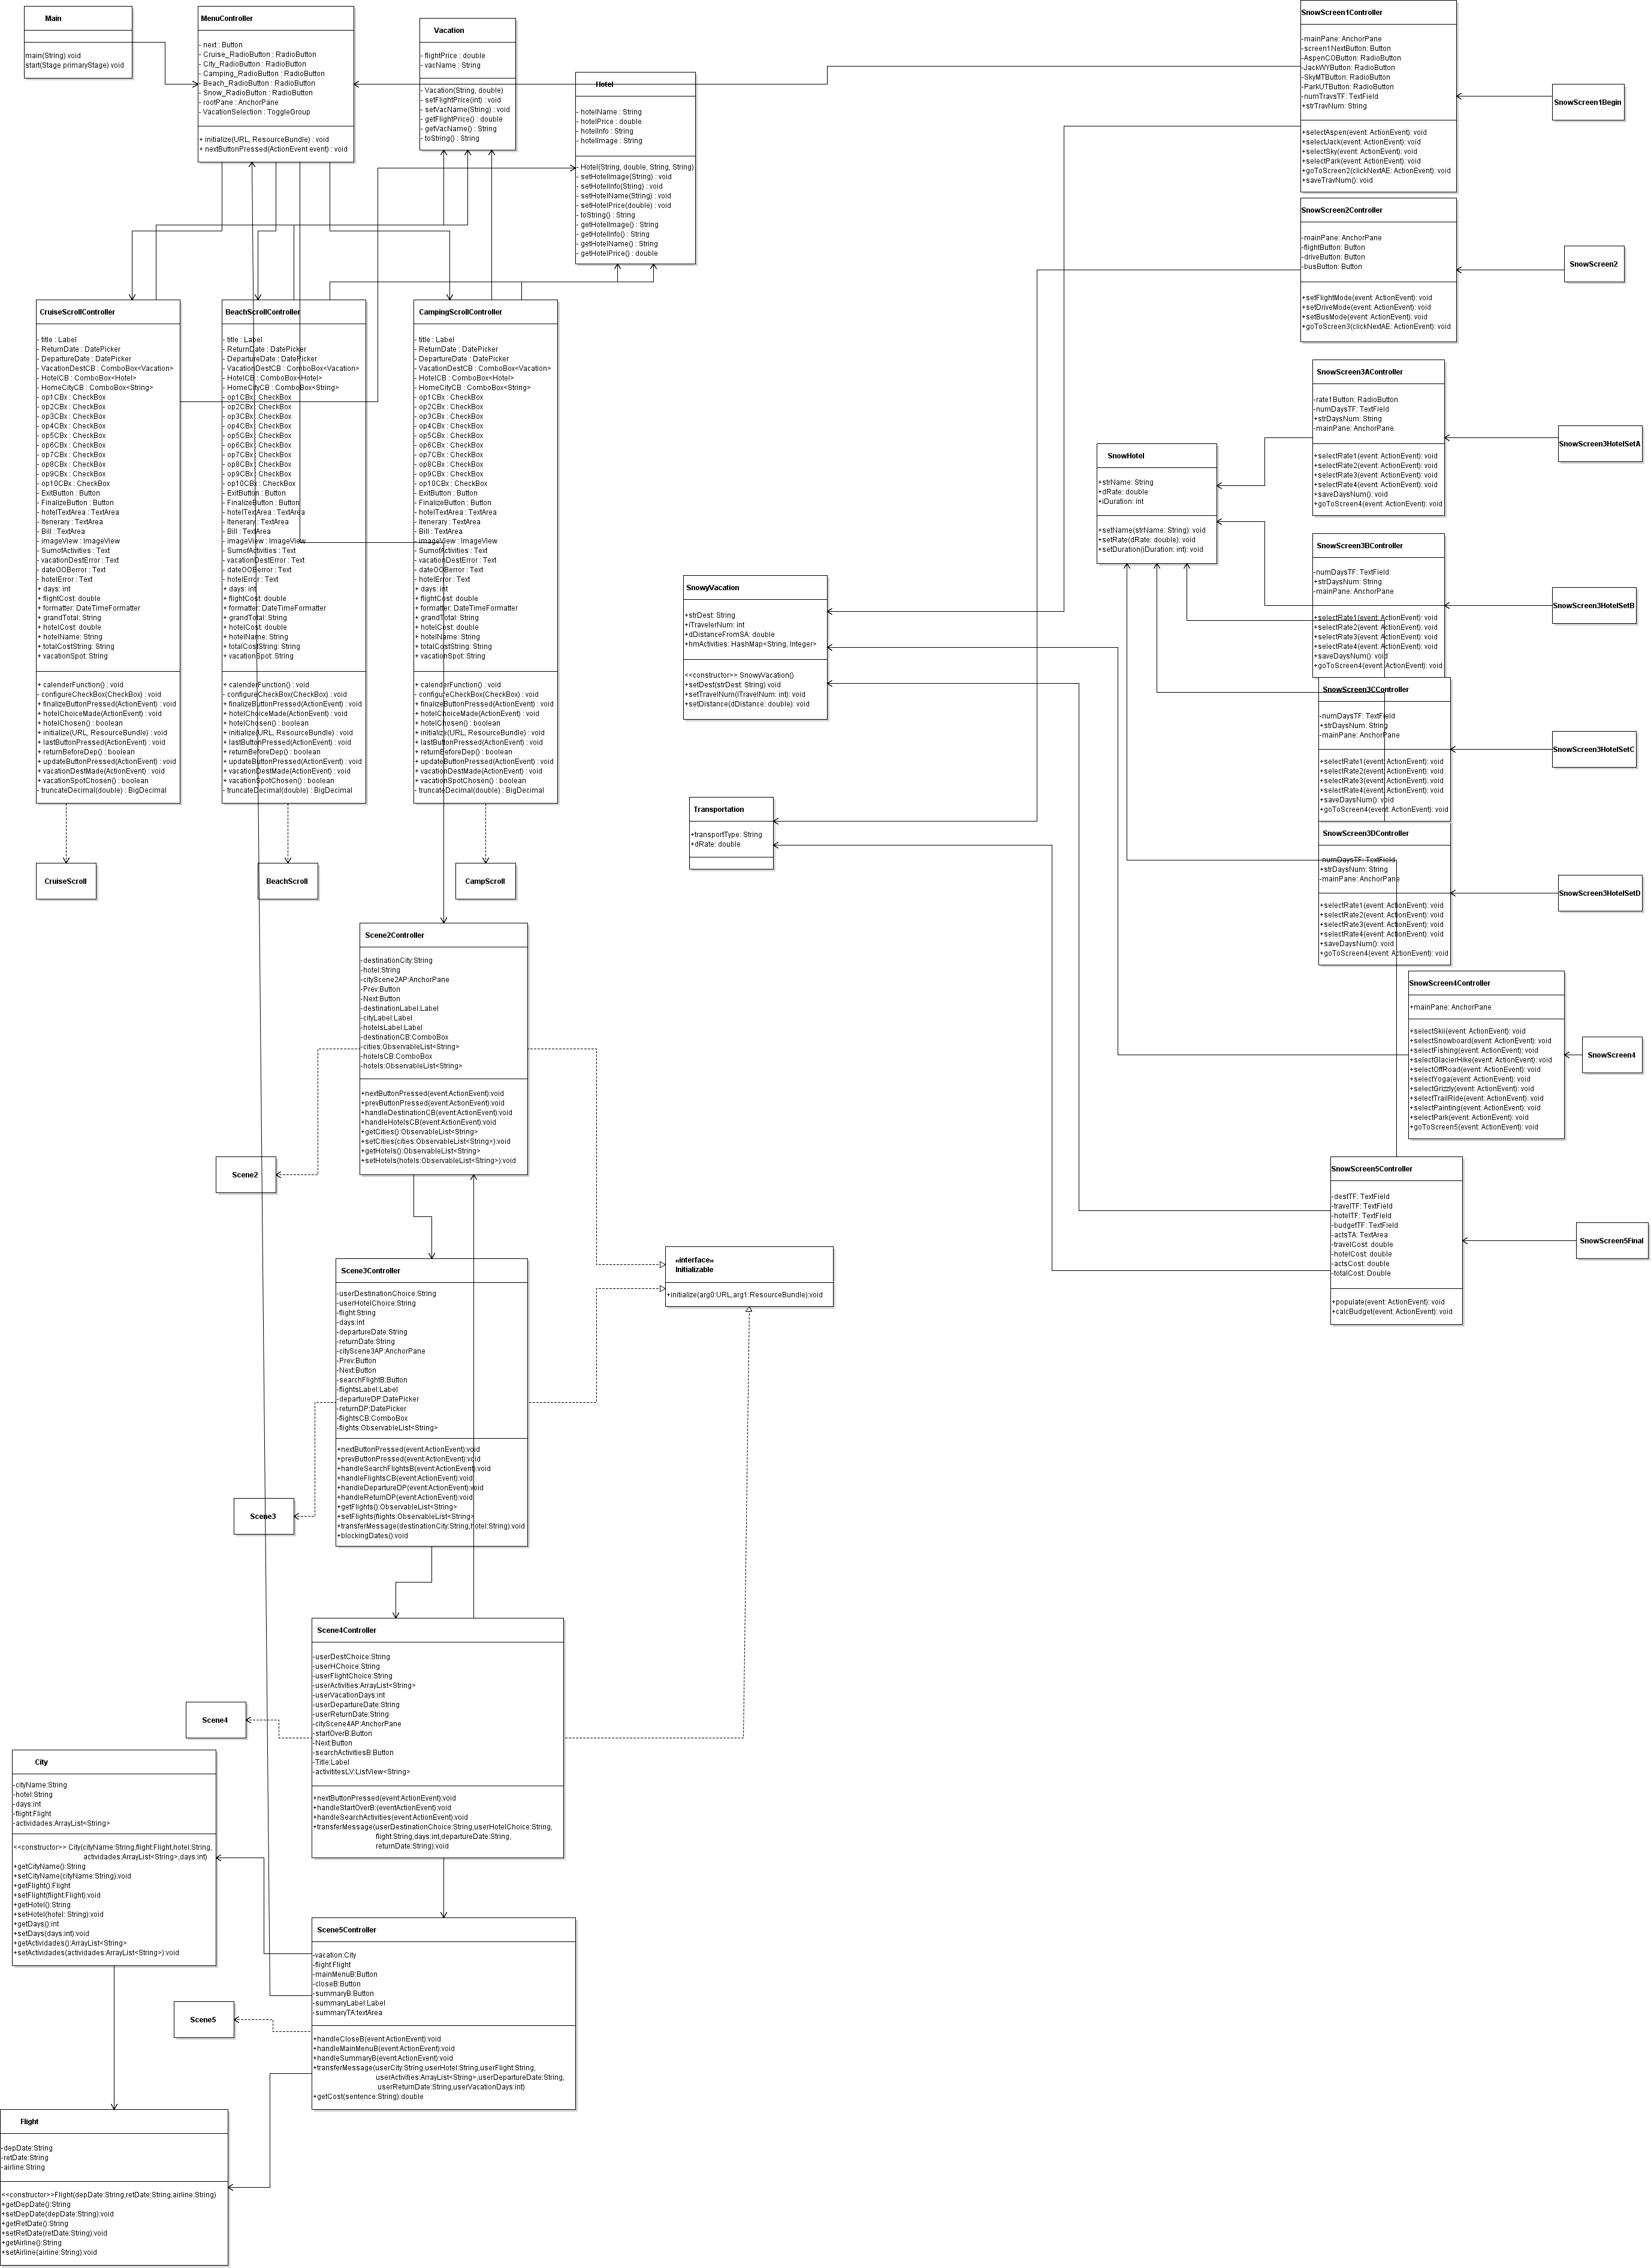 Main
main(String) void
start(Stage primaryStage) void
MenuController
- next : Button
- Cruise_RadioButton : RadioButton
- City_RadioButton : RadioButton
- Camping_RadioButton : RadioButton
- Beach_RadioButton : RadioButton
- Snow_RadioButton : RadioButton
- rootPane : AnchorPane
- VacationSelection : ToggleGroup
+ initialize(URL, ResourceBundle) : void
+ nextButtonPressed(ActionEvent event) : void
Vacation
- flightPrice : double
- vacName : String
- Vacation(String, double)
- setFlightPrice(int) : void
- setVacName(String) : void
- getFlightPrice() : double
- getVacName() : String
- toString() : String
Hotel
- hotelName : String
- hotelPrice : double
- hotelInfo : String
- hotelImage : String
- Hotel(String, double, String, String)
- setHotelImage(String) : void
- setHotelInfo(String) : void
- setHotelName(String) : void
- setHotelPrice(double) : void
- toString() : String
- getHotelImage() : String
- getHotelInfo() : String
- getHotelName() : String
- getHotelPrice() : double
CruiseScrollController
- title : Label
- ReturnDate : DatePicker
- DepartureDate : DatePicker
- VacationDestCB : ComboBox<Vacation>
- HotelCB : ComboBox<Hotel>
- HomeCityCB : ComboBox<String>
- op1CBx : CheckBox
- op2CBx : CheckBox
- op3CBx : CheckBox
- op4CBx : CheckBox
- op5CBx : CheckBox
- op6CBx : CheckBox
- op7CBx : CheckBox
- op8CBx : CheckBox
- op9CBx : CheckBox
- op10CBx : CheckBox
- ExitButton : Button
- FinalizeButton : Button
- hotelTextArea : TextArea
- Itenerary : TextArea
- Bill : TextArea
- imageView : ImageView
- SumofActivities : Text
- vacationDestError : Text
- dateOOBerror : Text
- hotelError : Text
+ days: int
+ flightCost: double
+ formatter: DateTimeFormatter
+ grandTotal: String
+ hotelCost: double
+ hotelName: String
+ totalCostString: String
+ vacationSpot: String
+ calenderFunction() : void
- configureCheckBox(CheckBox) : void
+ finalizeButtonPressed(ActionEvent) : void
+ hotelChoiceMade(ActionEvent) : void
+ hotelChosen() : boolean
+ initialize(URL, ResourceBundle) : void
+ lastButtonPressed(ActionEvent) : void
+ returnBeforeDep() : boolean
+ updateButtonPressed(ActionEvent) : void
+ vacationDestMade(ActionEvent) : void
+ vacationSpotChosen() : boolean
- truncateDecimal(double) : BigDecimal
BeachScrollController
- title : Label
- ReturnDate : DatePicker
- DepartureDate : DatePicker
- VacationDestCB : ComboBox<Vacation>
- HotelCB : ComboBox<Hotel>
- HomeCityCB : ComboBox<String>
- op1CBx : CheckBox
- op2CBx : CheckBox
- op3CBx : CheckBox
- op4CBx : CheckBox
- op5CBx : CheckBox
- op6CBx : CheckBox
- op7CBx : CheckBox
- op8CBx : CheckBox
- op9CBx : CheckBox
- op10CBx : CheckBox
- ExitButton : Button
- FinalizeButton : Button
- hotelTextArea : TextArea
- Itenerary : TextArea
- Bill : TextArea
- imageView : ImageView
- SumofActivities : Text
- vacationDestError : Text
- dateOOBerror : Text
- hotelError : Text
+ days: int
+ flightCost: double
+ formatter: DateTimeFormatter
+ grandTotal: String
+ hotelCost: double
+ hotelName: String
+ totalCostString: String
+ vacationSpot: String
+ calenderFunction() : void
- configureCheckBox(CheckBox) : void
+ finalizeButtonPressed(ActionEvent) : void
+ hotelChoiceMade(ActionEvent) : void
+ hotelChosen() : boolean
+ initialize(URL, ResourceBundle) : void
+ lastButtonPressed(ActionEvent) : void
+ returnBeforeDep() : boolean
+ updateButtonPressed(ActionEvent) : void
+ vacationDestMade(ActionEvent) : void
+ vacationSpotChosen() : boolean
- truncateDecimal(double) : BigDecimal
CampingScrollController
- title : Label
- ReturnDate : DatePicker
- DepartureDate : DatePicker
- VacationDestCB : ComboBox<Vacation>
- HotelCB : ComboBox<Hotel>
- HomeCityCB : ComboBox<String>
- op1CBx : CheckBox
- op2CBx : CheckBox
- op3CBx : CheckBox
- op4CBx : CheckBox
- op5CBx : CheckBox
- op6CBx : CheckBox
- op7CBx : CheckBox
- op8CBx : CheckBox
- op9CBx : CheckBox
- op10CBx : CheckBox
- ExitButton : Button
- FinalizeButton : Button
- hotelTextArea : TextArea
- Itenerary : TextArea
- Bill : TextArea
- imageView : ImageView
- SumofActivities : Text
- vacationDestError : Text
- dateOOBerror : Text
- hotelError : Text
+ days: int
+ flightCost: double
+ formatter: DateTimeFormatter
+ grandTotal: String
+ hotelCost: double
+ hotelName: String
+ totalCostString: String
+ vacationSpot: String
+ calenderFunction() : void
- configureCheckBox(CheckBox) : void
+ finalizeButtonPressed(ActionEvent) : void
+ hotelChoiceMade(ActionEvent) : void
+ hotelChosen() : boolean
+ initialize(URL, ResourceBundle) : void
+ lastButtonPressed(ActionEvent) : void
+ returnBeforeDep() : boolean
+ updateButtonPressed(ActionEvent) : void
+ vacationDestMade(ActionEvent) : void
+ vacationSpotChosen() : boolean
- truncateDecimal(double) : BigDecimal
CruiseScroll
BeachScroll
CampScroll
SnowScreen1Controller
-mainPane: AnchorPane
-screen1NextButton: Button
-AspenCOButton: RadioButton
-JackWYButton: RadioButton
-SkyMTButton: RadioButton
-ParkUTButton: RadioButton
-numTravsTF: TextField
+strTravNum: String
+selectAspen(event: ActionEvent): void
+selectJack(event: ActionEvent): void
+selectSky(event: ActionEvent): void
+selectPark(event: ActionEvent): void
+goToScreen2(clickNextAE: ActionEvent): void
+saveTravNum(): void
SnowScreen1Begin
SnowScreen2Controller
-mainPane: AnchorPane
-flightButton: Button
-driveButton: Button
-busButton: Button
+setFlightMode(event: ActionEvent): void
+setDriveMode(event: ActionEvent): void
+setBusMode(event: ActionEvent): void
+goToScreen3(clickNextAE: ActionEvent): void
SnowScreen2
SnowScreen3AController
-rate1Button: RadioButton
-numDaysTF: TextField
+strDaysNum: String
-mainPane: AnchorPane
+selectRate1(event: ActionEvent): void
+selectRate2(event: ActionEvent): void
+selectRate3(event: ActionEvent): void
+selectRate4(event: ActionEvent): void
+saveDaysNum(): void
+goToScreen4(event: ActionEvent): void
SnowScreen3HotelSetA
SnowHotel
+strName: String
+dRate: double
+iDuration: int
+setName(strName: String): void
+setRate(dRate: double): void
+setDuration(iDuration: int): void
SnowScreen3BController
-numDaysTF: TextField
+strDaysNum: String
-mainPane: AnchorPane
+selectRate1(event: ActionEvent): void
+selectRate2(event: ActionEvent): void
+selectRate3(event: ActionEvent): void
+selectRate4(event: ActionEvent): void
+saveDaysNum(): void
+goToScreen4(event: ActionEvent): void
SnowScreen3HotelSetB
SnowyVacation
+strDest: String
+iTravelerNum: int
+dDistanceFromSA: double
+hmActivities: HashMap<String, Integer>
<<constructor>> SnowyVacation()
+setDest(strDest: String) void
+setTravelNum(iTravelNum: int): void
+setDistance(dDistance: double): void
SnowScreen3CController
-numDaysTF: TextField
+strDaysNum: String
-mainPane: AnchorPane
+selectRate1(event: ActionEvent): void
+selectRate2(event: ActionEvent): void
+selectRate3(event: ActionEvent): void
+selectRate4(event: ActionEvent): void
+saveDaysNum(): void
+goToScreen4(event: ActionEvent): void
SnowScreen3HotelSetC
Transportation
+transportType: String
+dRate: double
SnowScreen3DController
-numDaysTF: TextField
+strDaysNum: String
-mainPane: AnchorPane
+selectRate1(event: ActionEvent): void
+selectRate2(event: ActionEvent): void
+selectRate3(event: ActionEvent): void
+selectRate4(event: ActionEvent): void
+saveDaysNum(): void
+goToScreen4(event: ActionEvent): void
SnowScreen3HotelSetD
SnowScreen4Controller
+mainPane: AnchorPane
+selectSkii(event: ActionEvent): void
+selectSnowboard(event: ActionEvent): void
+selectFishing(event: ActionEvent): void
+selectGlacierHike(event: ActionEvent): void
+selectOffRoad(event: ActionEvent): void
+selectYoga(event: ActionEvent): void
+selectGrizzly(event: ActionEvent): void
+selectTrailRide(event: ActionEvent): void
+selectPainting(event: ActionEvent): void
+selectPark(event: ActionEvent): void
+goToScreen5(event: ActionEvent): void
SnowScreen4
SnowScreen5Controller
-destTF: TextField
-travelTF: TextField
-hotelTF: TextField
-budgetTF: TextField
-actsTA: TextArea
-travelCost: double
-hotelCost: double
-actsCost: double
-totalCost: Double
+populate(event: ActionEvent): void
+calcBudget(event: ActionEvent): void
SnowScreen5Final
Scene2Controller
-destinationCity:String
-hotel:String
-cityScene2AP:AnchorPane
-Prev:Button
-Next:Button
-destinationLabel:Label
-cityLabel:Label
-hotelsLabel:Label
-destinationCB:ComboBox
-cities:ObservableList<String>
-hotelsCB:ComboBox
-hotels:ObservableList<String>
+nextButtonPressed(event:ActionEvent):void
+prevButtonPressed(event:ActionEvent):void
+handleDestinationCB(event:ActionEvent):void
+handleHotelsCB(event:ActionEvent):void
+getCities():ObservableList<String>
+setCities(cities:ObservableList<String>):void
+getHotels():ObservableList<String>
+setHotels(hotels:ObservableList<String>):void
Scene2
«interface»
Initializable
+initialize(arg0:URL,arg1:ResourceBundle):void
Scene3Controller
-userDestinationChoice:String
-userHotelChoice:String
-flight:String
-days:int
-departureDate:String
-returnDate:String
-cityScene3AP:AnchorPane
-Prev:Button
-Next:Button
-searchFlightB:Button
-flightsLabel:Label
-departureDP:DatePicker
-returnDP:DatePicker
-flightsCB:ComboBox
-flights:ObservableList<String>
+nextButtonPressed(event:ActionEvent):void
+prevButtonPressed(event:ActionEvent):void
+handleSearchFlightsB(event:ActionEvent):void
+handleFlightsCB(event:ActionEvent):void
+handleDepartureDP(event:ActionEvent):void
+handleReturnDP(event:ActionEvent):void
+getFlights():ObservableList<String>
+setFlights(flights:ObservableList<String>
+transferMessage(destinationCity:String,hotel:String):void
+blockingDates():void
Scene3
Scene4Controller
-userDestChoice:String
-userHChoice:String
-userFlightChoice:String
-userActivities:ArrayList<String>
-userVacationDays:int
-userDepartureDate:String
-userReturnDate:String
-cityScene4AP:AnchorPane
-startOverB:Button
-Next:Button
-searchActivitiesB:Button
-Title:Label
-activititesLV:ListView<String>
+nextButtonPressed(event:ActionEvent):void
+handleStartOverB:(eventActionEvent):void
+handleSearchActivities(event:ActionEvent):void
+transferMessage(userDestinationChoice:String,userHotelChoice:String,
flight:String,days:int,departureDate:String,
returnDate:String):void
Scene4
City
-cityName:String
-hotel:String
-days:int
-flight:Flight
-actividades:ArrayList<String>
<<constructor>> City(cityName:String,flight:Flight,hotel:String,
actividades:ArrayList<String>,days:int)
+getCityName():String
+setCityName(cityName:String):void
+getFlight():Flight
+setFlight(flight:Flight):void
+getHotel():String
+setHotel(hotel: String):void
+getDays():int
+setDays(days:int):void
+getActividades():ArrayList<String>
+setActividades(actividades:ArrayList<String>):void
Scene5Controller
-vacation:City
-flight:Flight
-mainMenuB:Button
-closeB:Button
-summaryB:Button
-summaryLabel:Label
-summaryTA:textArea
+handleCloseB(event:ActionEvent):void
+handleMainMenuB(event:ActionEvent):void
+handleSummaryB(event:ActionEvent):void
+transferMessage(userCity:String,userHotel:String,userFlight:String,
userActivities:ArrayList<String>,userDepartureDate:String,
userReturnDate:String,userVacationDays:int)
+getCost(sentence:String):double
Scene5
Flight
-depDate:String
-retDate:String
-airline:String
<<constructor>>Flight(depDate:String,retDate:String,airline:String)
+getDepDate():String
+setDepDate(depDate:String):void
+getRetDate():String
+setRetDate(retDate:String):void
+getAirline():String
+setAirline(airline:String):void